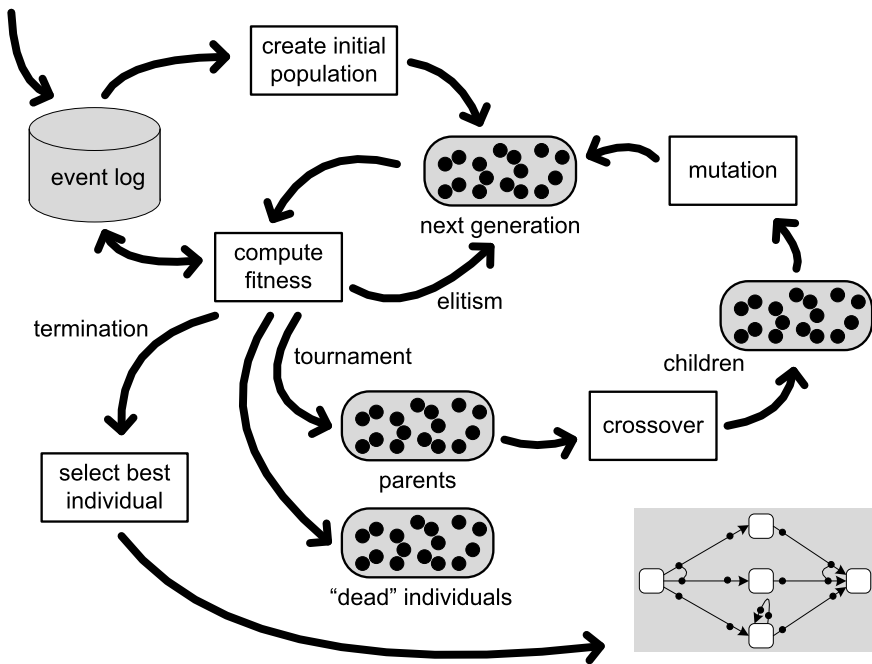 create initial
population
event log
mutation
next generation
compute
fitness
elitism
termination
tournament
children
crossover
parents
select best
individual
“dead” individuals